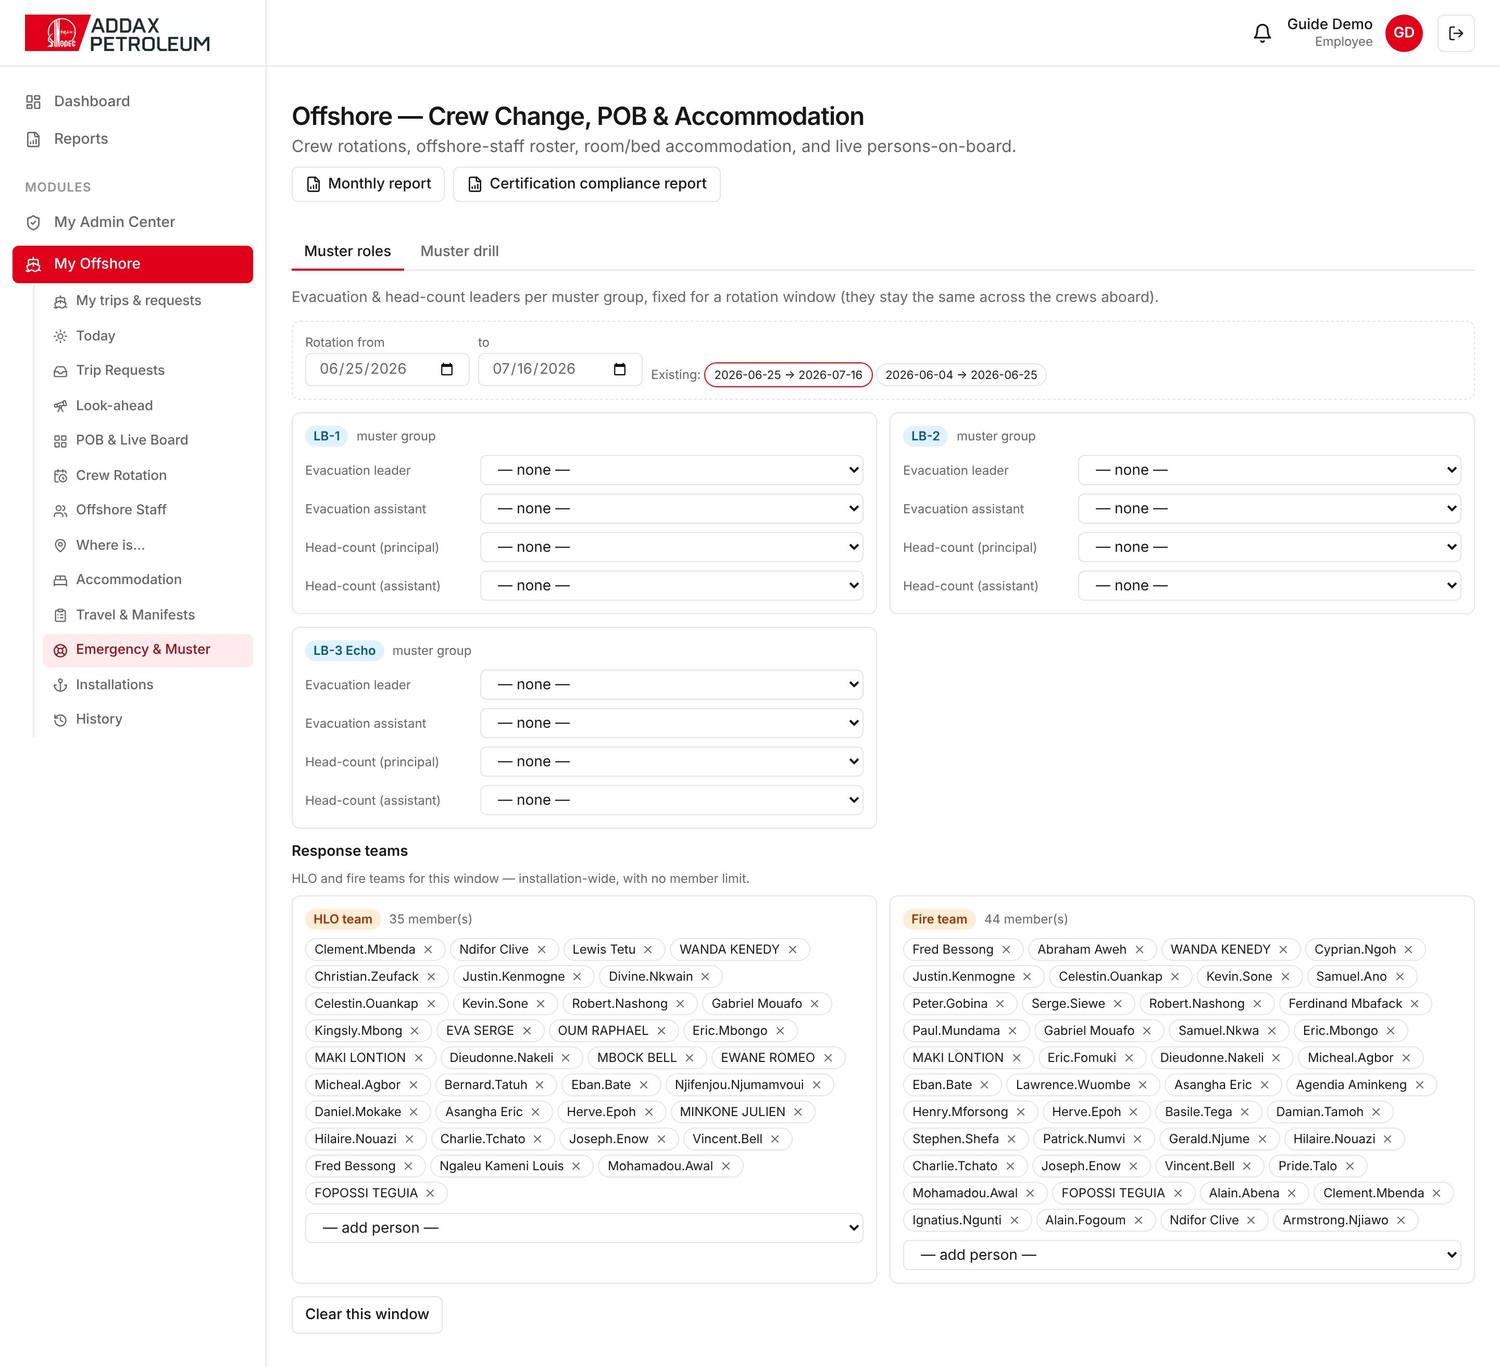 ADDAX
PETROLEUM
SINOPEC
Guide Demo
Employee
GD
Dashboard
Reports
MODULES
My Admin Center
My Offshore
My trips & requests
Today
Trip Requests
Look-ahead
POB & Live Board
Crew Rotation
Offshore Staff
Where is...
Accommodation
Travel & Manifests
Emergency & Muster
Installations
History
Offshore — Crew Change, POB & Accommodation
Crew rotations, offshore-staff roster, room/bed accommodation, and live persons-on-board.
Monthly report Certification compliance report
Muster roles Muster drill
Evacuation & head-count leaders per muster group, fixed for a rotation window (they stay the same across the crews aboard).
Rotation from to
06/25/2026 07/16/2026 Existing: 2026-06-25 → 2026-07-16 2026-06-04 → 2026-06-25
LB-1 muster group
Evacuation leader — none —
Evacuation assistant — none —
Head-count (principal) — none —
Head-count (assistant) — none —
LB-2 muster group
Evacuation leader — none —
Evacuation assistant — none —
Head-count (principal) — none —
Head-count (assistant) — none —
LB-3 Echo muster group
Evacuation leader — none —
Evacuation assistant — none —
Head-count (principal) — none —
Head-count (assistant) — none —
Response teams
HLO and fire teams for this window — installation-wide, with no member limit.
HLO team 35 member(s)
Clement.Mbenda × Ndifor Clive × Lewis Tetu × WANDA KENEDY ×
Christian.Zeufack × Justin.Kenmogne × Divine.Nkwain ×
Celestin.Ouankap × Kevin.Sone × Robert.Nashong × Gabriel Mouafo ×
Kingsly.Mbong × EVA SERGE × OUM RAPHAEL × Eric.Mbongo ×
MAKI LONTION × Dieudonne.Nakeli × MBOCK BELL × EWANE ROMEO ×
Micheal.Agbor × Bernard.Tatuh × Eban.Bate × Njifenjou.Njumamvoui ×
Daniel.Mokake × Asangha Eric × Herve.Epoh × MINKONE JULIEN ×
Hilaire.Nouazi × Charlie.Tchato × Joseph.Enow × Vincent.Bell ×
Fred Bessong × Ngaleu Kameni Louis × Mohamadou.Awal ×
FOPOSSI TEGUIA ×
— add person —
Fire team 44 member(s)
Fred Bessong × Abraham Aweh × WANDA KENEDY × Cyprian.Ngoh ×
Justin.Kenmogne × Celestin.Ouankap × Kevin.Sone × Samuel.Ano ×
Peter.Gobina × Serge.Siewe × Robert.Nashong × Ferdinand Mbafack ×
Paul.Mundama × Gabriel Mouafo × Samuel.Nkwa × Eric.Mbongo ×
MAKI LONTION × Eric.Fomuki × Dieudonne.Nakeli × Micheal.Agbor ×
Eban.Bate × Lawrence.Wuombe × Asangha Eric × Agendia Aminkeng ×
Henry.Mforsong × Herve.Epoh × Basile.Tega × Damian.Tamoh ×
Stephen.Shefa × Patrick.Numvi × Gerald.Njume × Hilaire.Nouazi ×
Charlie.Tchato × Joseph.Enow × Vincent.Bell × Pride.Talo ×
Mohamadou.Awal × FOPOSSI TEGUIA × Alain.Abena × Clement.Mbenda ×
Ignatius.Ngunti × Alain.Fogoum × Ndifor Clive × Armstrong.Njiawo ×
— add person —
Clear this window